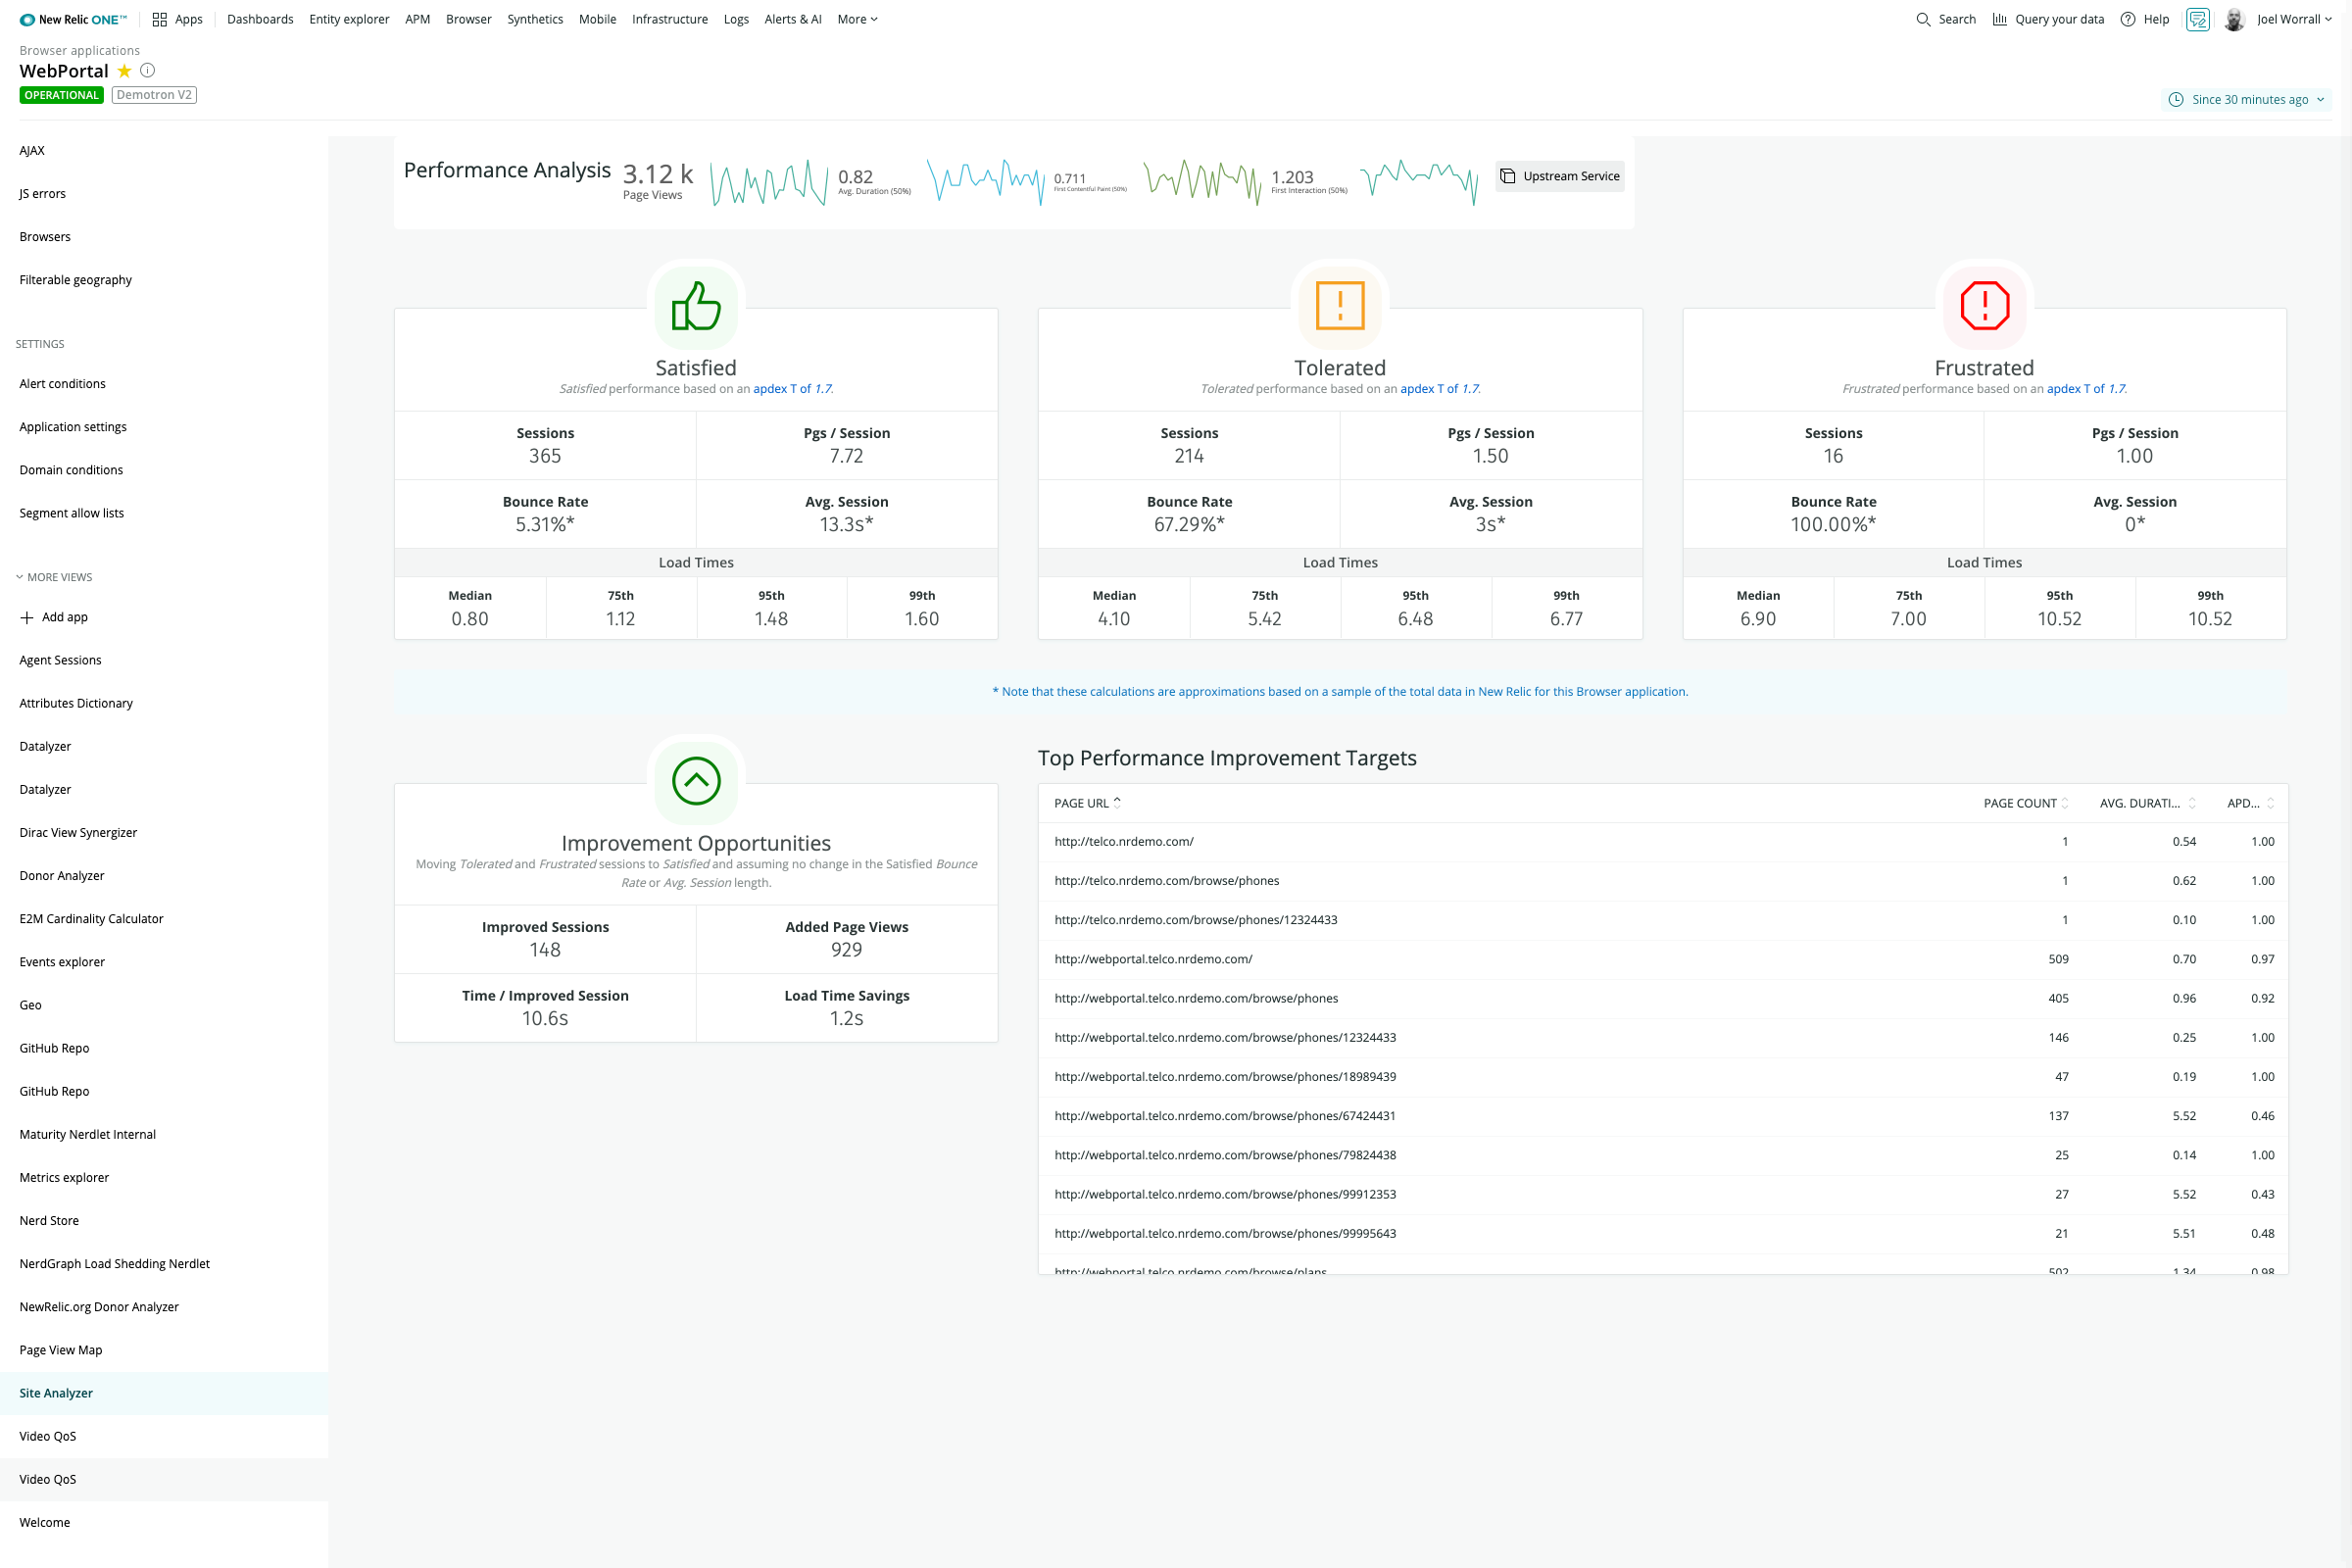 New Relic ONE™ Apps Dashboards Entity explorer APM Browser Synthetics Mobile Infrastructure Logs Alerts & AI More Search Query your data Help Joel Worrall
Browser applications
WebPortal
OPERATIONAL Demotron V2
Since 30 minutes ago
AJAX
JS errors
Browsers
Filterable geography
SETTINGS
Alert conditions
Application settings
Domain conditions
Segment allow lists
MORE VIEWS
Add app
Agent Sessions
Attributes Dictionary
Datalyzer
Datalyzer
Dirac View Synergizer
Donor Analyzer
E2M Cardinality Calculator
Events explorer
Geo
GitHub Repo
GitHub Repo
Maturity Nerdlet Internal
Metrics explorer
Nerd Store
NerdGraph Load Shedding Nerdlet
NewRelic.org Donor Analyzer
Page View Map
Site Analyzer
Video QoS
Video QoS
Welcome
Performance Analysis
3.12 k
Page Views
0.82
Avg. Duration (50%)
0.711
First Contentful Paint (50%)
1.203
First Interaction (50%)
Upstream Service
Satisfied
Satisfied performance based on an apdex T of 1.7.
Sessions Pgs / Session
365 7.72
Bounce Rate Avg. Session
5.31%* 13.3s*
Load Times
Median 75th 95th 99th
0.80 1.12 1.48 1.60
Tolerated
Tolerated performance based on an apdex T of 1.7.
Sessions Pgs / Session
214 1.50
Bounce Rate Avg. Session
67.29%* 3s*
Load Times
Median 75th 95th 99th
4.10 5.42 6.48 6.77
Frustrated
Frustrated performance based on an apdex T of 1.7.
Sessions Pgs / Session
16 1.00
Bounce Rate Avg. Session
100.00%* 0*
Load Times
Median 75th 95th 99th
6.90 7.00 10.52 10.52
* Note that these calculations are approximations based on a sample of the total data in New Relic for this Browser application.
Improvement Opportunities
Moving Tolerated and Frustrated sessions to Satisfied and assuming no change in the Satisfied Bounce
Rate or Avg. Session length.
Improved Sessions Added Page Views
148 929
Time / Improved Session Load Time Savings
10.6s 1.2s
Top Performance Improvement Targets
PAGE URL PAGE COUNT AVG. DURATI... APD...
http://telco.nrdemo.com/ 1 0.54 1.00
http://telco.nrdemo.com/browse/phones 1 0.62 1.00
http://telco.nrdemo.com/browse/phones/12324433 1 0.10 1.00
http://webportal.telco.nrdemo.com/ 509 0.70 0.97
http://webportal.telco.nrdemo.com/browse/phones 405 0.96 0.92
http://webportal.telco.nrdemo.com/browse/phones/12324433 146 0.25 1.00
http://webportal.telco.nrdemo.com/browse/phones/18989439 47 0.19 1.00
http://webportal.telco.nrdemo.com/browse/phones/67424431 137 5.52 0.46
http://webportal.telco.nrdemo.com/browse/phones/79824438 25 0.14 1.00
http://webportal.telco.nrdemo.com/browse/phones/99912353 27 5.52 0.43
http://webportal.telco.nrdemo.com/browse/phones/99995643 21 5.51 0.48
http://webportal.telco.nrdemo.com/browse/plans 502 1.34 0.98